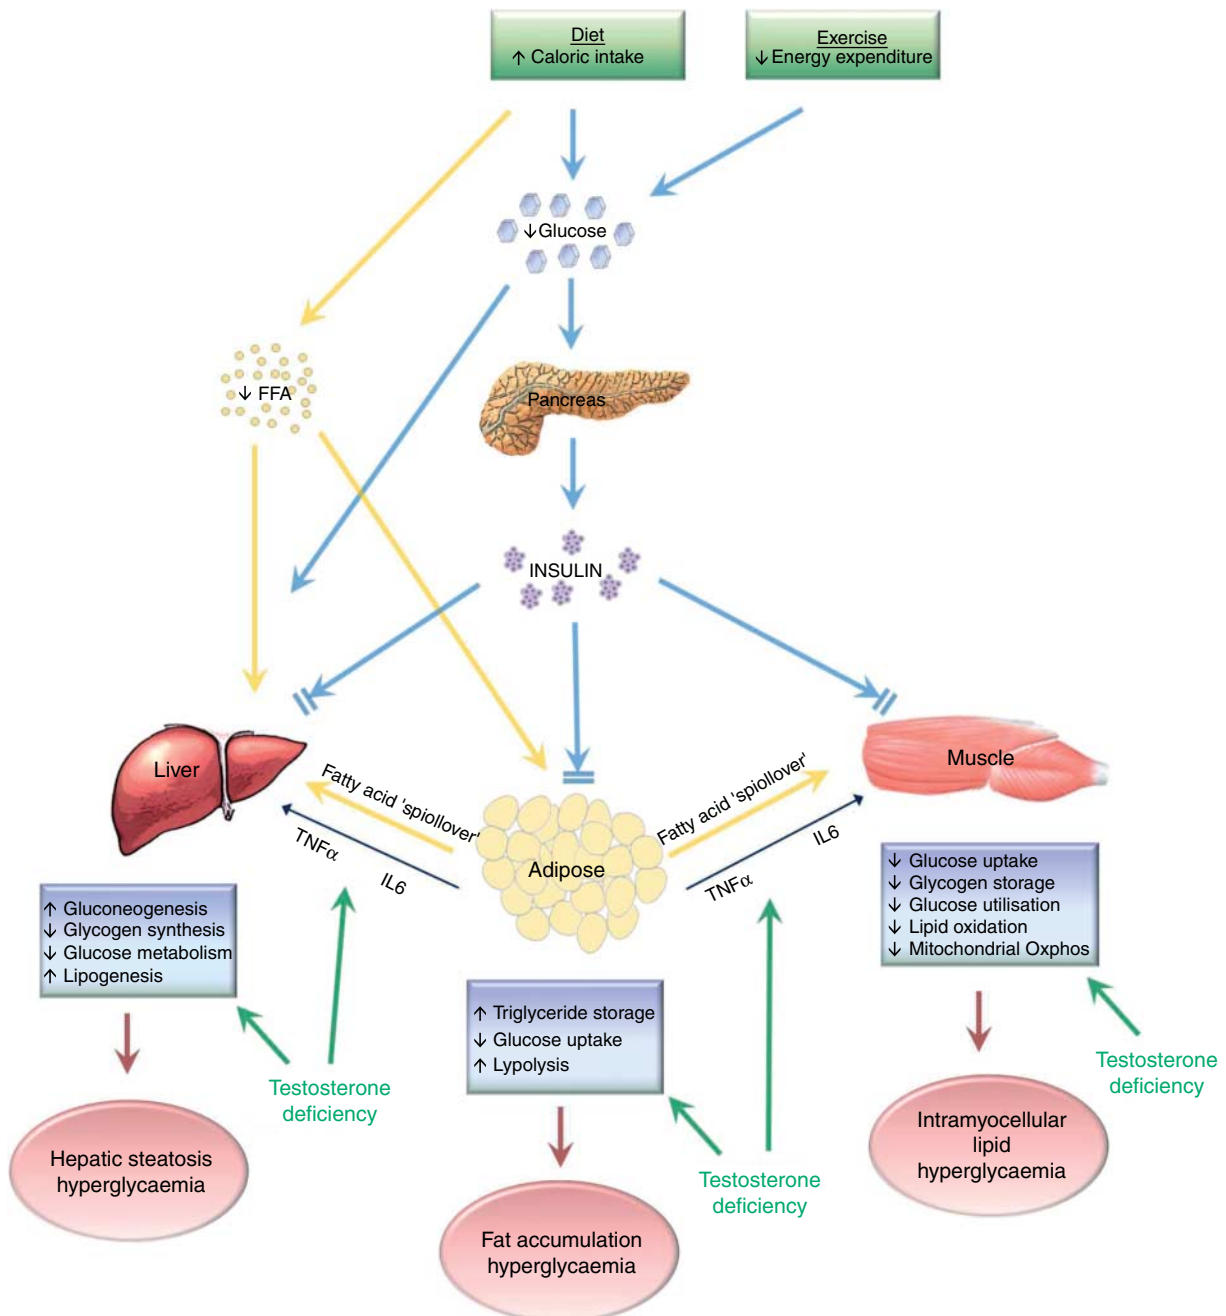 Diet
↑ Caloric intake
Exercise
↓ Energy expenditure
↓ Glucose
↓ FFA
Pancreas
INSULIN
Liver
Fatty acid 'spiollover'
TNFα
IL6
Adipose
Fatty acid 'spiollover'
TNFα
IL6
Muscle
↑ Gluconeogenesis
↓ Glycogen synthesis
↓ Glucose metabolism
↑ Lipogenesis
↑ Triglyceride storage
↓ Glucose uptake
↑ Lypolysis
↓ Glucose uptake
↓ Glycogen storage
↓ Glucose utilisation
↓ Lipid oxidation
↓ Mitochondrial Oxphos
Testosterone
deficiency
Testosterone
deficiency
Testosterone
deficiency
Hepatic steatosis
hyperglycaemia
Fat accumulation
hyperglycaemia
Intramyocellular
lipid
hyperglycaemia